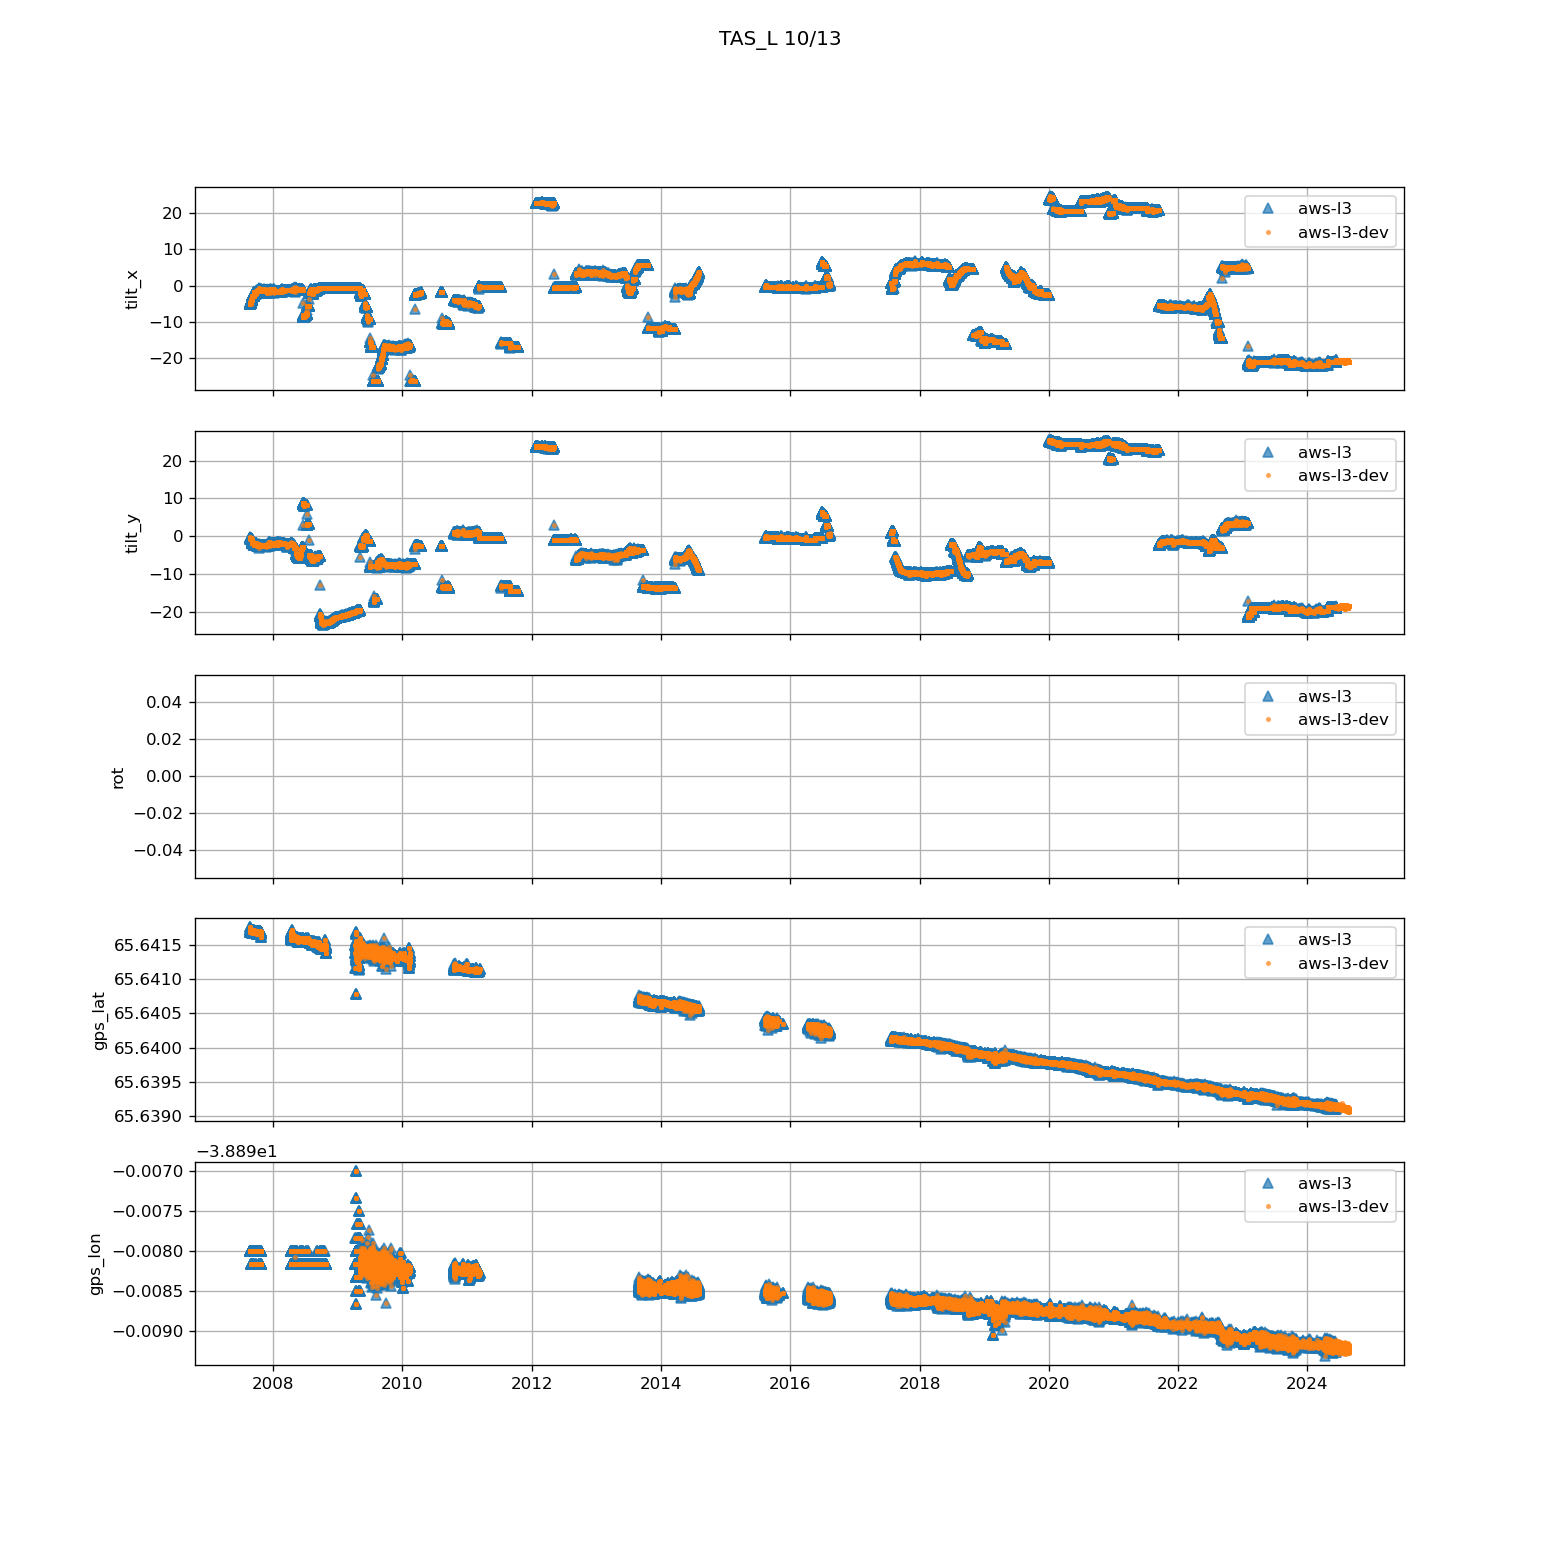 TAS_L 10/13
20
10
0
−10
−20
tilt_x
aws-l3
aws-l3-dev
20
10
0
−10
−20
tilt_y
aws-l3
aws-l3-dev
0.04
0.02
0.00
−0.02
−0.04
rot
aws-l3
aws-l3-dev
65.6415
65.6410
65.6405
65.6400
65.6395
65.6390
gps_lat
aws-l3
aws-l3-dev
−3.889e1
−0.0070
−0.0075
−0.0080
−0.0085
−0.0090
gps_lon
aws-l3
aws-l3-dev
2008 2010 2012 2014 2016 2018 2020 2022 2024